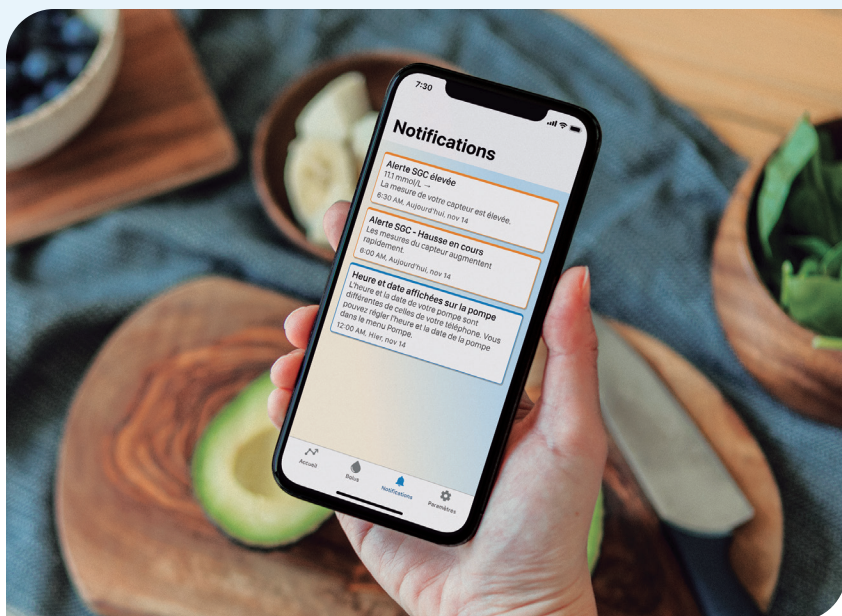 7:30
Notifications
Alerte SGC élevée
11.1 mmol/L →
La mesure de votre capteur est élevée.
6:30 AM, Aujourd'hui, nov 14
Alerte SGC - Hausse en cours
Les mesures du capteur augmentent
rapidement.
6:00 AM, Aujourd'hui, nov 14
Heure et date affichées sur la pompe
L'heure et la date de votre pompe sont
différentes de celles de votre téléphone. Vous
pouvez régler l'heure et la date de la pompe
dans le menu Pompe.
12:00 AM, Hier, nov 14
Accueil
Bolus
Notifications
Paramètres